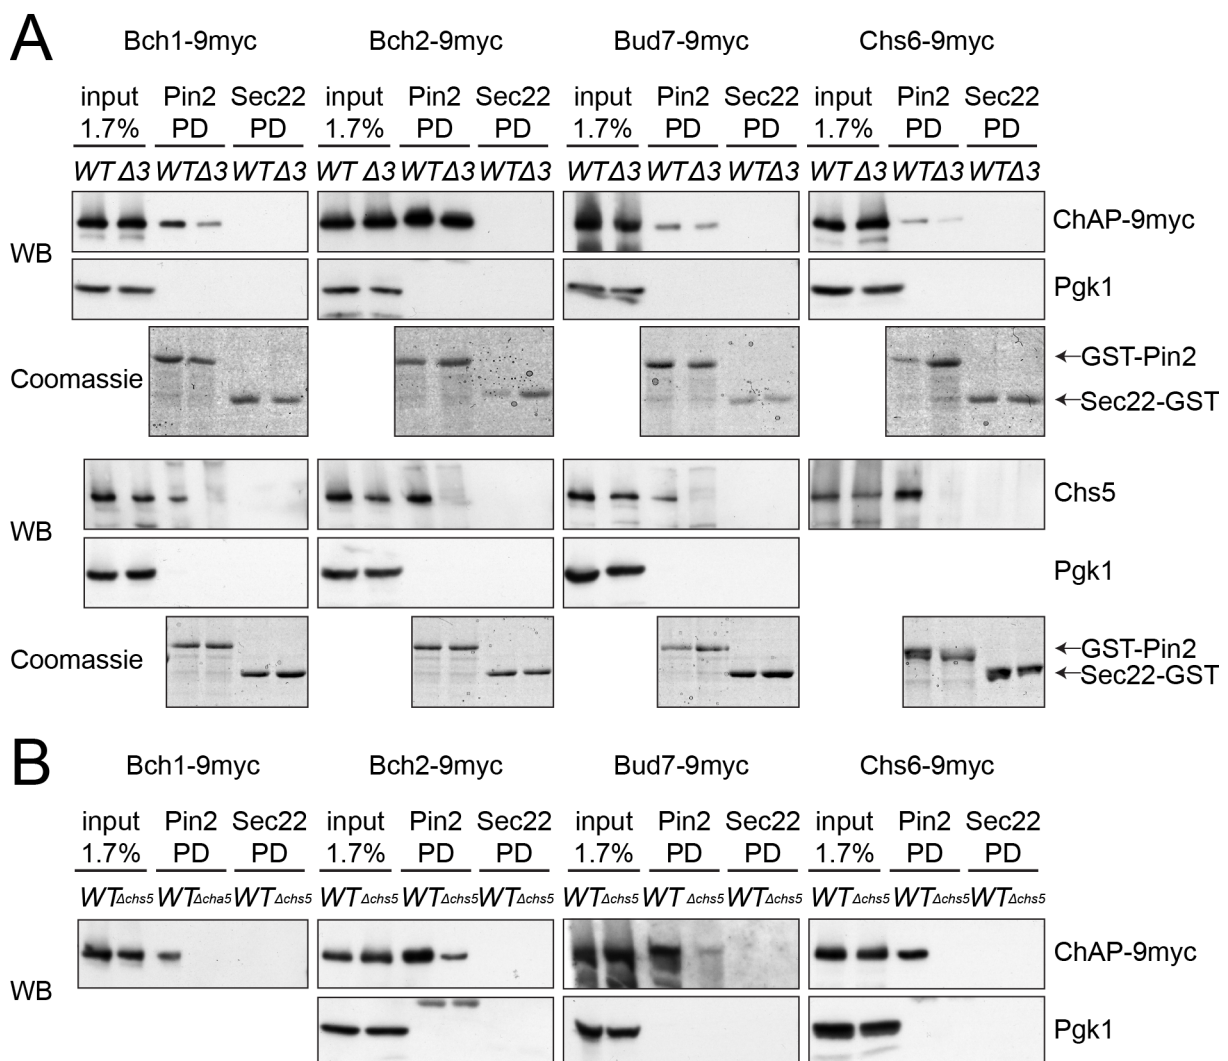 A
Bch1-9myc Bch2-9myc Bud7-9myc Chs6-9myc
input Pin2 Sec22 input Pin2 Sec22 input Pin2 Sec22 input Pin2 Sec22
1.7% PD PD 1.7% PD PD 1.7% PD PD 1.7% PD PD
WT Δ3 WT Δ3 WT Δ3 WT Δ3 WT Δ3 WT Δ3 WT Δ3 WT Δ3 WT Δ3 WT Δ3 WT Δ3 WT Δ3
WB
ChAP-9myc
Pgk1
Coomassie
←GST-Pin2
←Sec22-GST
WB
Chs5
Pgk1
Coomassie
←GST-Pin2
←Sec22-GST
B
Bch1-9myc Bch2-9myc Bud7-9myc Chs6-9myc
input Pin2 Sec22 input Pin2 Sec22 input Pin2 Sec22 input Pin2 Sec22
1.7% PD PD 1.7% PD PD 1.7% PD PD 1.7% PD PD
WT Δchs5 WT Δcha5 WT Δchs5 WT Δchs5 WT Δchs5 WT Δchs5 WT Δchs5 WT Δchs5 WT Δchs5 WT Δchs5 WT Δchs5 WT Δchs5
WB
ChAP-9myc
Pgk1